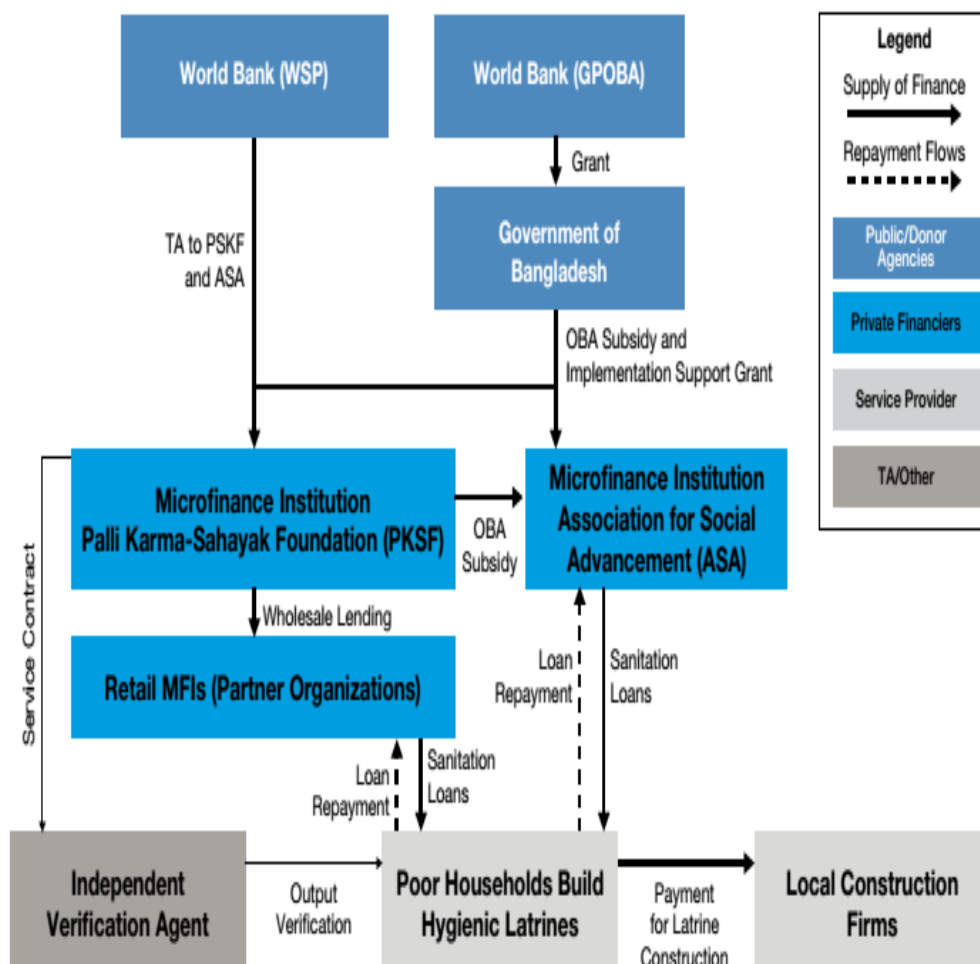 World Bank (WSP)
World Bank (GPOBA)
Grant
Government of
Bangladesh
TA to PSKF
and ASA
OBA Subsidy and
Implementation Support Grant
Microfinance Institution
Palli Karma-Sahayak Foundation (PKSF)
OBA
Subsidy
Microfinance Institution
Association for Social
Advancement (ASA)
Service Contract
Wholesale Lending
Retail MFIs (Partner Organizations)
Loan
Repayment
Sanitation
Loans
Loan
Repayment
Sanitation
Loans
Independent
Verification Agent
Output
Verification
Poor Households Build
Hygienic Latrines
Payment
for Latrine
Construction
Local Construction
Firms
Legend
Supply of Finance
Repayment Flows
Public/Donor
Agencies
Private Financiers
Service Provider
TA/Other